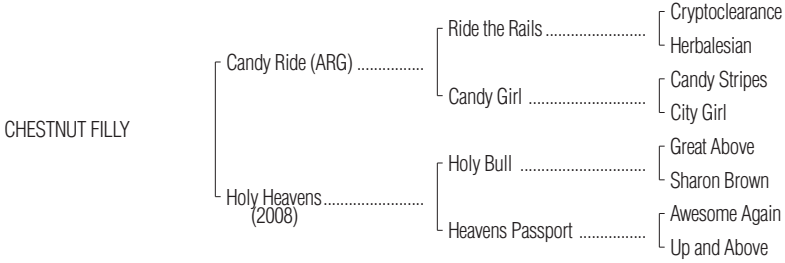 Cryptoclearance
Ride the Rails ........................
Herbalesian
Candy Ride (ARG) ................
Candy Stripes
Candy Girl ............................
City Girl
CHESTNUT FILLY
Great Above
Holy Bull ..............................
Sharon Brown
Holy Heavens........................
(2008)
Awesome Again
Heavens Passport ................
Up and Above